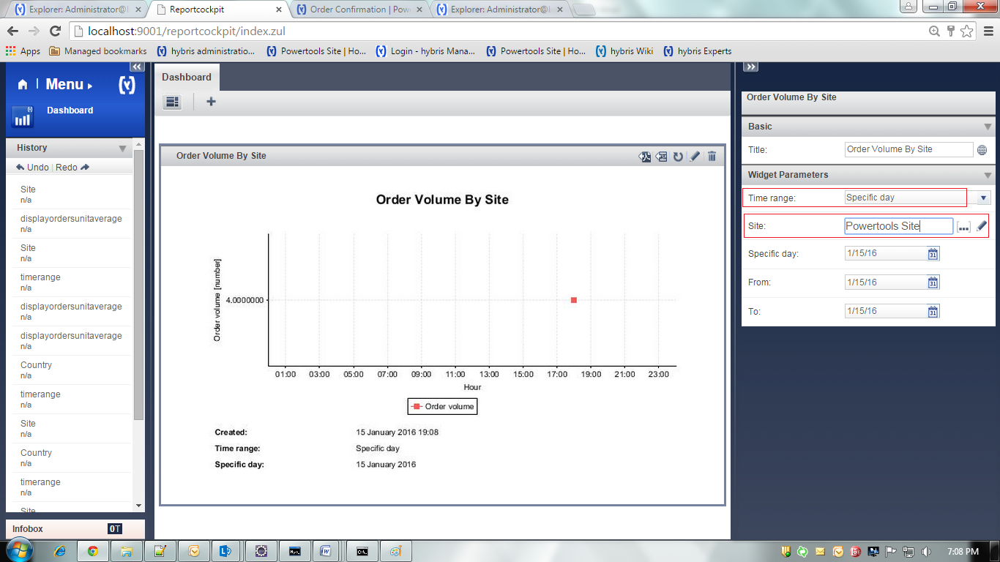 Explorer: Administrator@l
Reportcockpit
Order Confirmation | Pow
Explorer: Administrator@l
localhost:9001/reportcockpit/index.zul
Apps
Managed bookmarks
hybris administratio...
Powertools Site | Ho...
Login - hybris Mana...
Powertools Site | Ho...
hybris Wiki
hybris Experts
Menu
Dashboard
History
Undo | Redo
Site
n/a
displayordersunitaverage
n/a
Site
n/a
timerange
n/a
displayordersunitaverage
n/a
displayordersunitaverage
n/a
Country
n/a
timerange
n/a
Site
n/a
Country
n/a
timerange
n/a
Site
Infobox
0T
Dashboard
Order Volume By Site
Order Volume By Site
Order volume [number]
4.0000000
01:00 03:00 05:00 07:00 09:00 11:00 13:00 15:00 17:00 19:00 21:00 23:00
Hour
Order volume
Created: 15 January 2016 19:08
Time range: Specific day
Specific day: 15 January 2016
Order Volume By Site
Basic
Title: Order Volume By Site
Widget Parameters
Time range: Specific day
Site: Powertools Site ...
Specific day: 1/15/16 31
From: 1/15/16 31
To: 1/15/16 31
7:08 PM